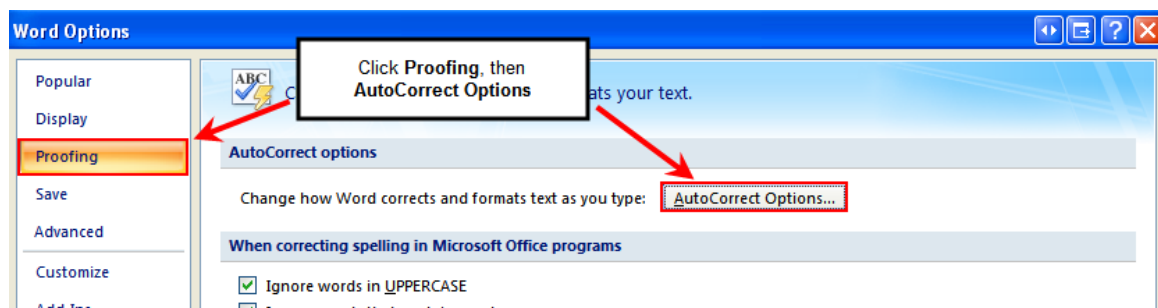 Word Options
Popular
Display
Proofing
Save
Advanced
Customize
ABC
Click Proofing, then
AutoCorrect Options
ats your text.
AutoCorrect options
Change how Word corrects and formats text as you type: AutoCorrect Options...
When correcting spelling in Microsoft Office programs
Ignore words in UPPERCASE